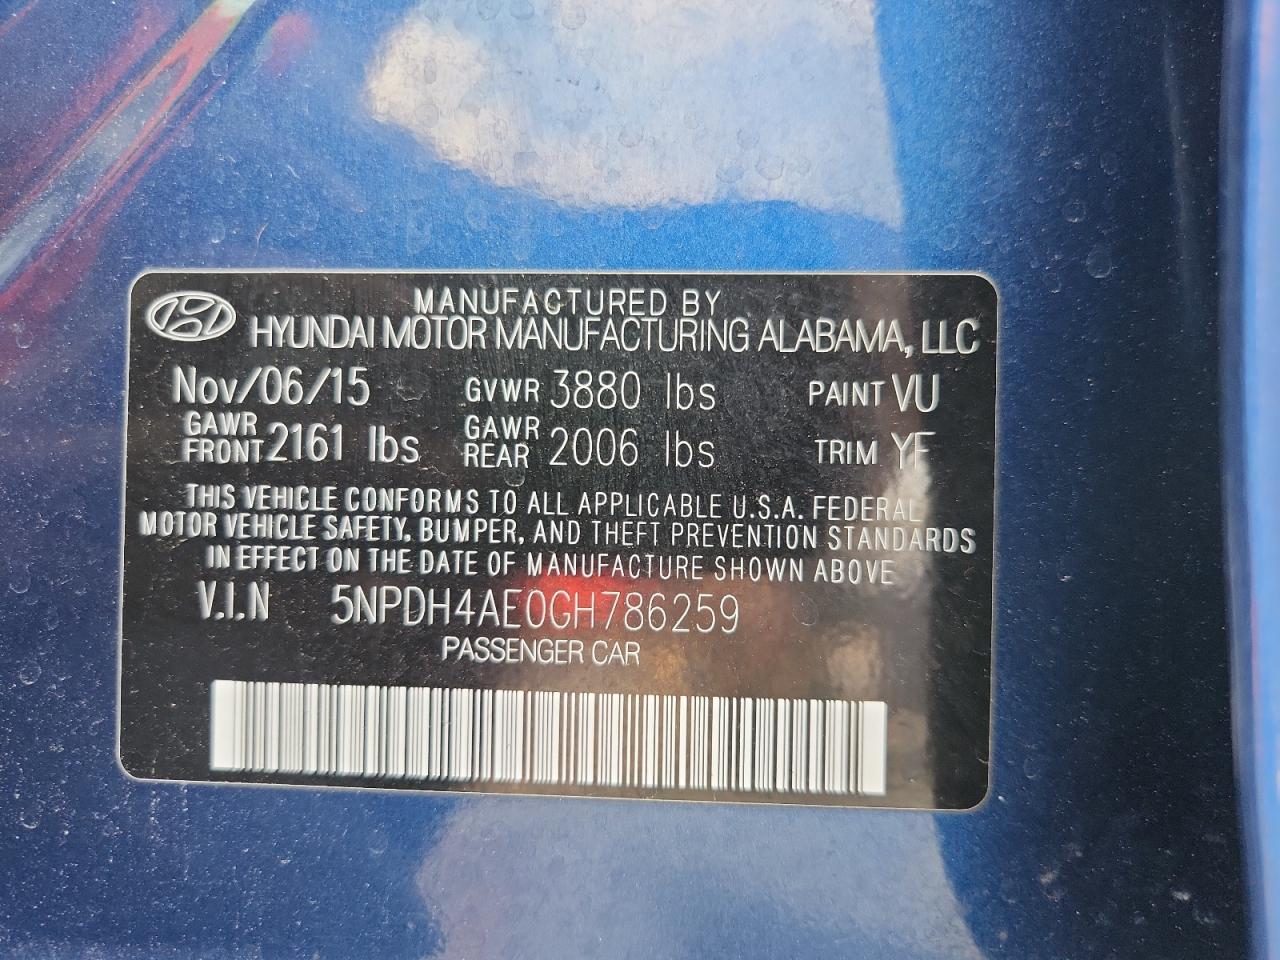 MANUFACTURED BY
HYUNDAI MOTOR MANUFACTURING ALABAMA, LLC
Nov/06/15 GVWR 3880 lbs PAINT VU
GAWR FRONT 2161 lbs GAWR REAR 2006 lbs TRIM YF
THIS VEHICLE CONFORMS TO ALL APPLICABLE U.S.A. FEDERAL
MOTOR VEHICLE SAFETY, BUMPER, AND THEFT PREVENTION STANDARDS
IN EFFECT ON THE DATE OF MANUFACTURE SHOWN ABOVE
V.I.N 5NPDH4AE0GH786259
PASSENGER CAR